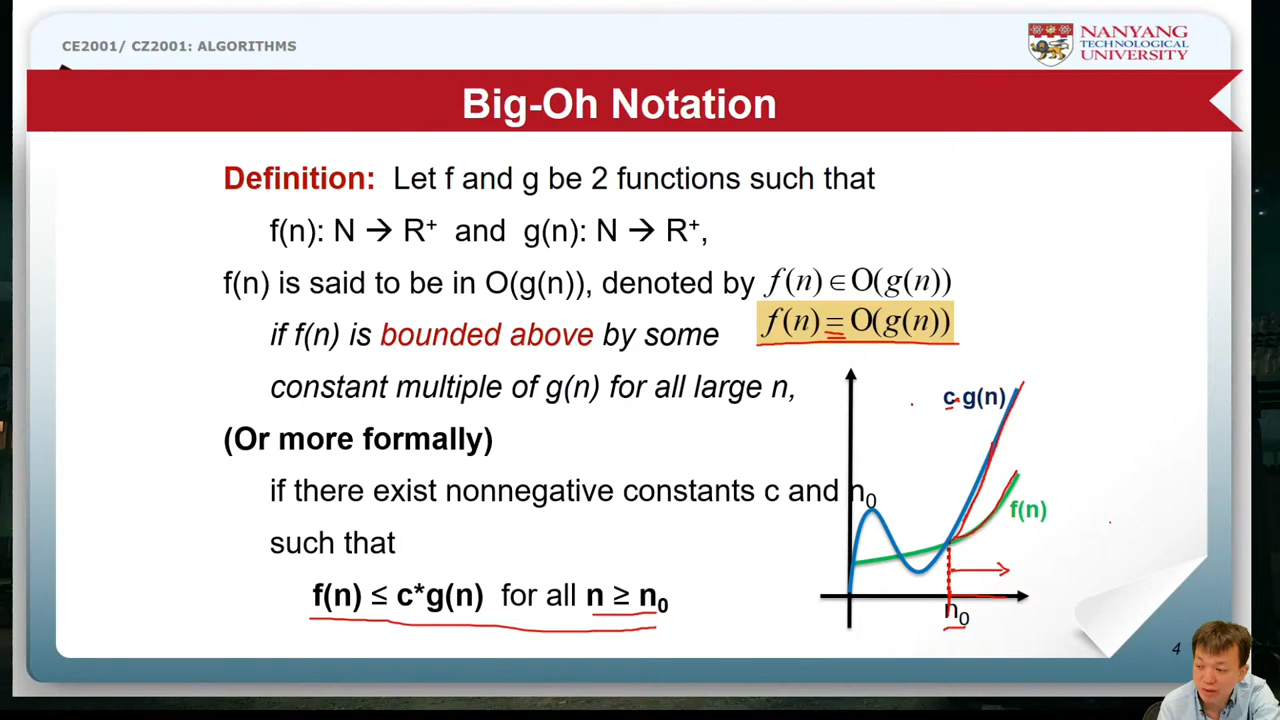 CE2001/ CZ2001: ALGORITHMS
NANYANG
TECHNOLOGICAL
UNIVERSITY
Big-Oh Notation
Definition: Let f and g be 2 functions such that
f(n): N → R⁺ and g(n): N → R⁺,
f(n) is said to be in O(g(n)), denoted by f(n) ∈ O(g(n))
f(n) = O(g(n))
if f(n) is bounded above by some
constant multiple of g(n) for all large n,
(Or more formally)
if there exist nonnegative constants c and n₀
such that
f(n) ≤ c*g(n) for all n ≥ n₀
c·g(n)
f(n)
n₀
4